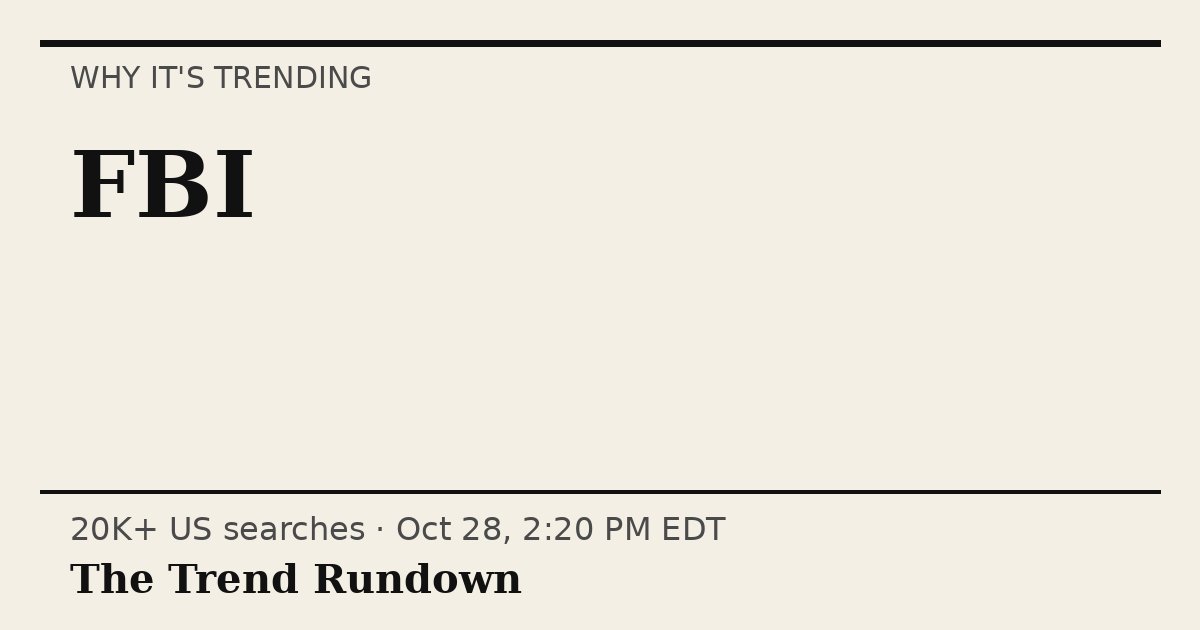 WHY IT'S TRENDING
FBI
20K+ US searches · Oct 28, 2:20 PM EDT
The Trend Rundown